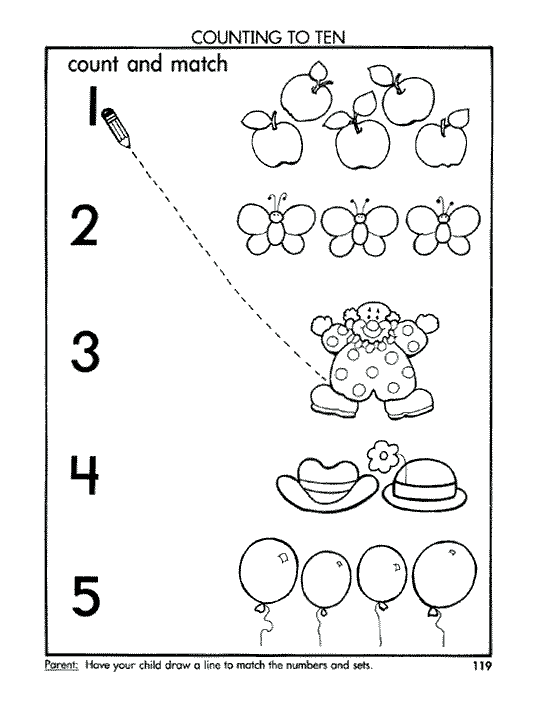 COUNTING TO TEN
count and match
1
2
3
4
5
Parent: Have your child draw a line to match the numbers and sets.
119